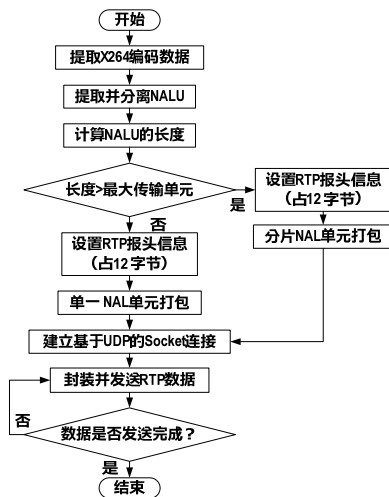 开始
提取X264编码数据
提取并分离NALU
计算NALU的长度
长度>最大传输单元
是
否
设置RTP报头信息
(占12字节)
分片NAL单元打包
设置RTP报头信息
(占12字节)
单一 NAL单元打包
建立基于UDP的Socket连接
封装并发送RTP数据
否
数据是否发送完成？
是
结束